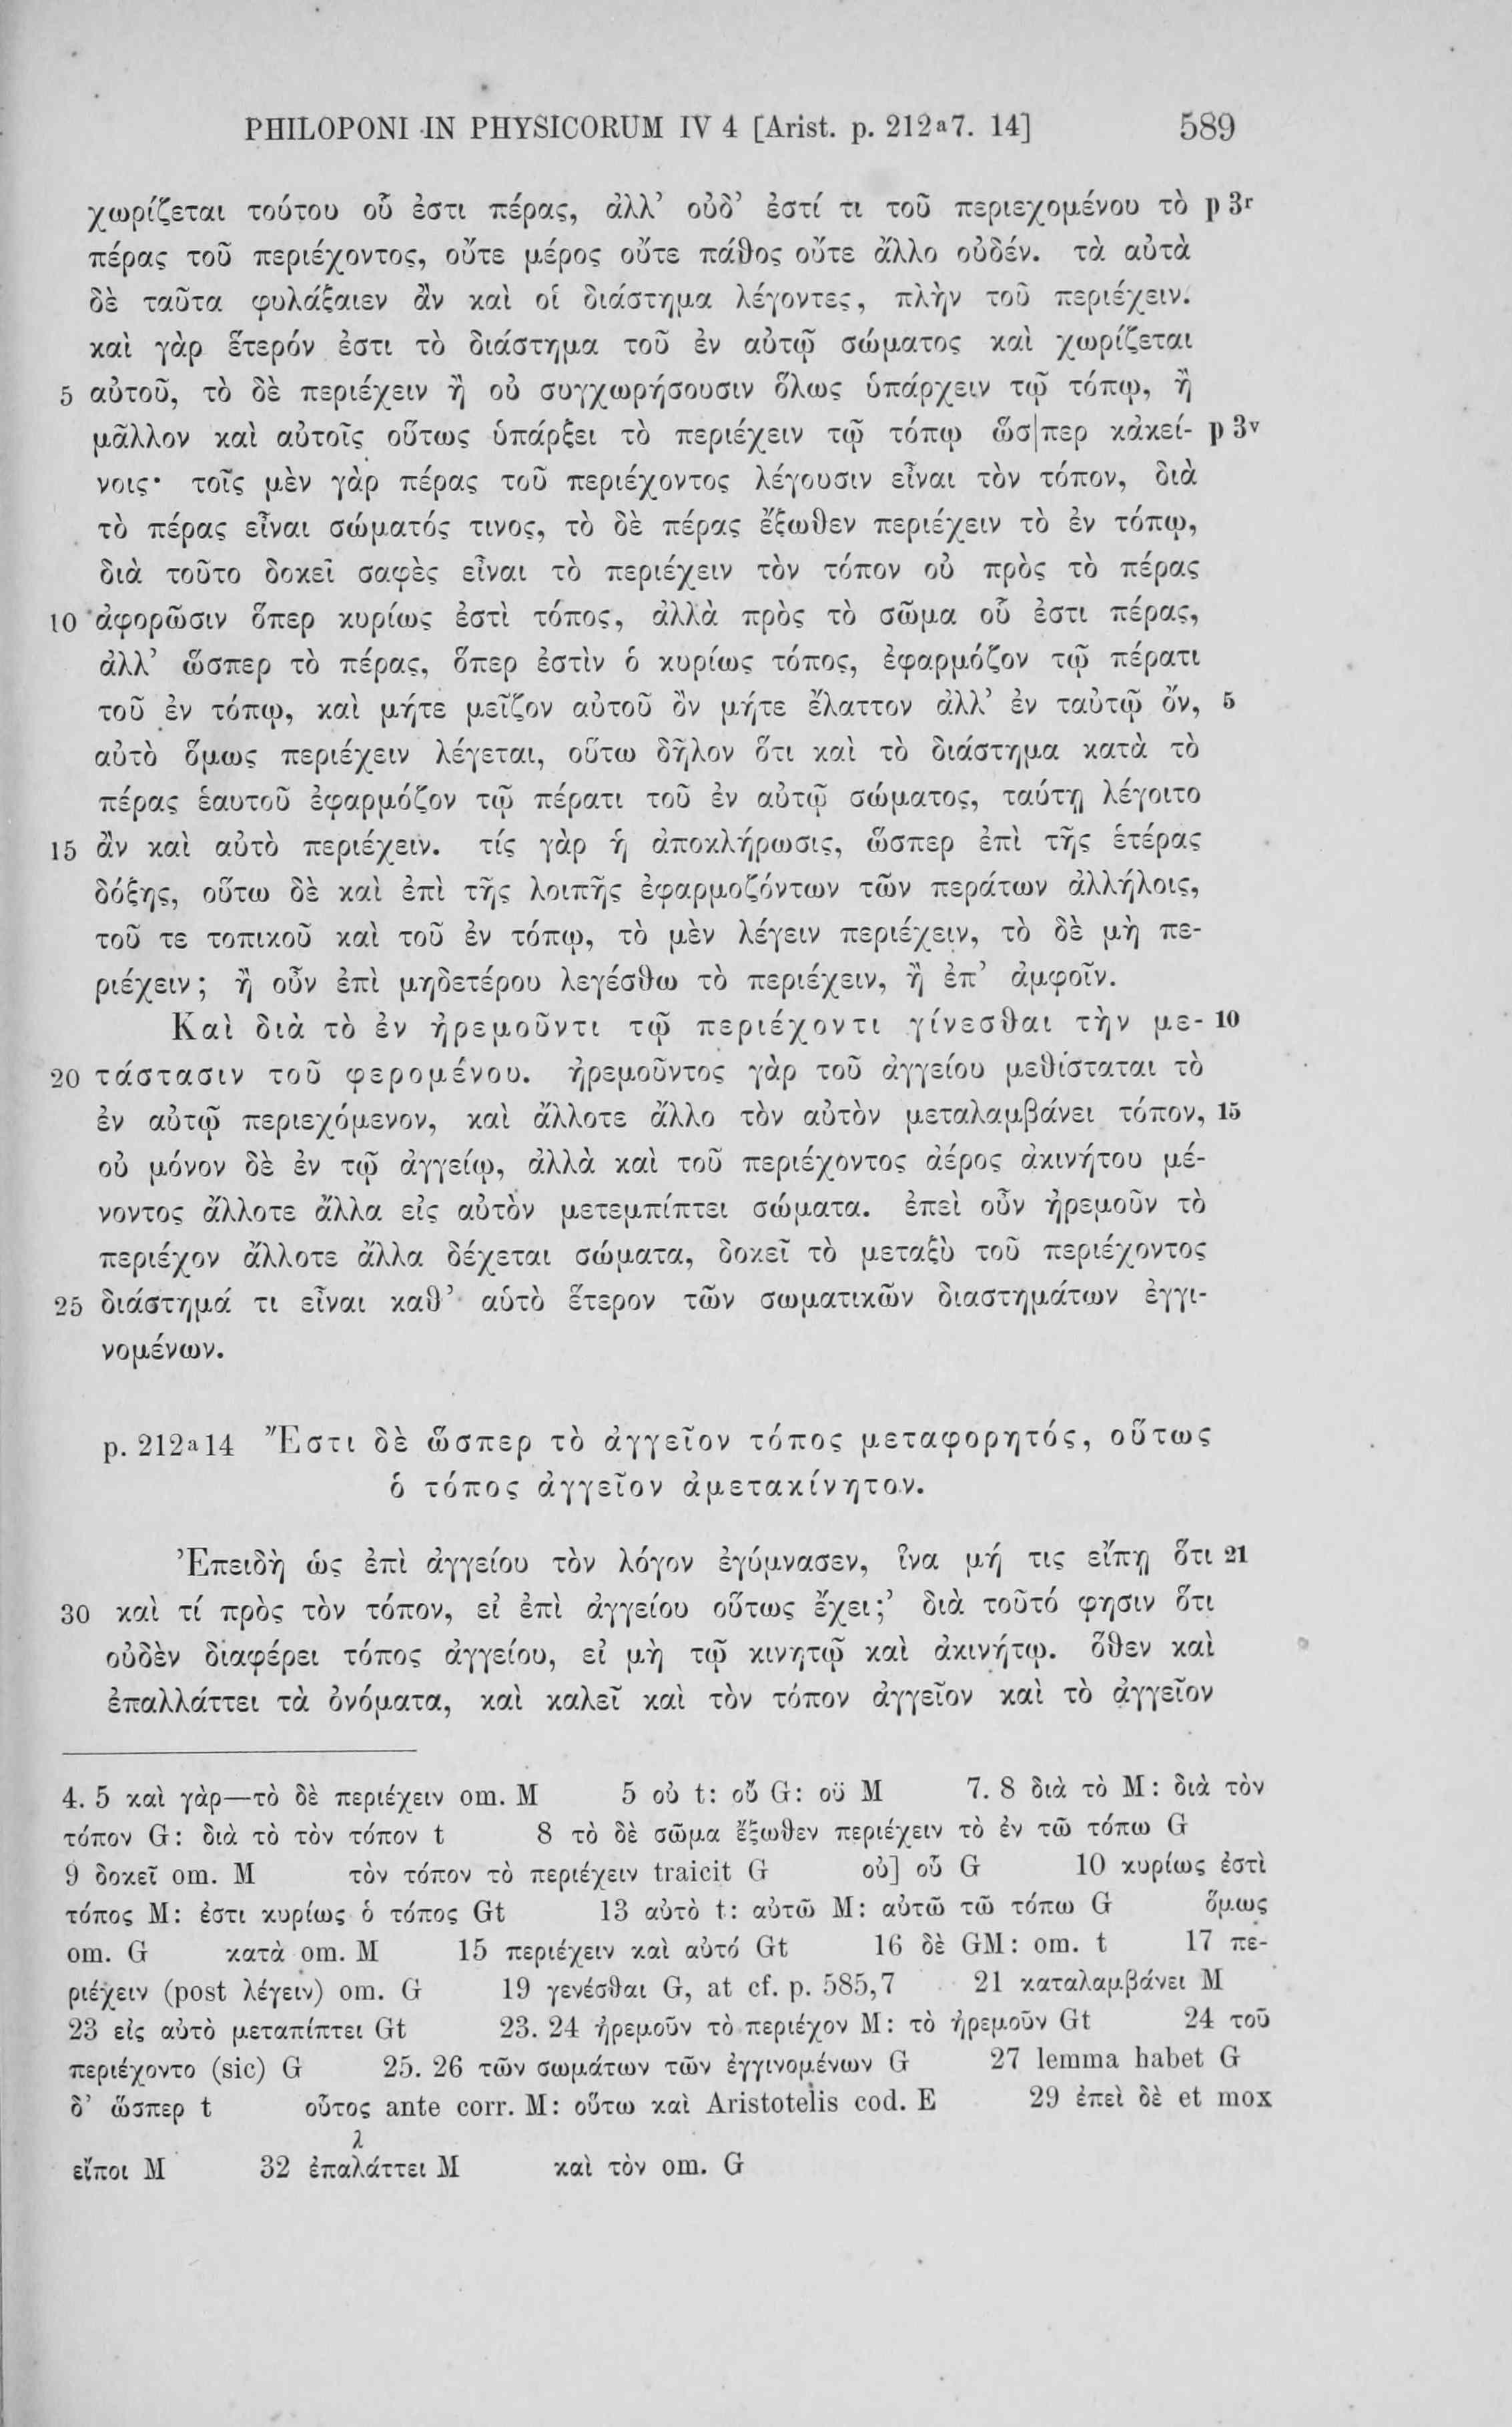 PHILOPONI IN PHYSICORUM IV 4 [Arist. p. 212ᵃ7. 14] 589
χωρίζεται τούτου οὗ ἐστι πέρας, ἀλλ’ οὐδ’ ἐστί τι τοῦ περιεχομένου τὸ p 3ʳ
πέρας τοῦ περιέχοντος, οὔτε μέρος οὔτε πάθος οὔτε ἄλλο οὐδέν. τὰ αὐτὰ
δὲ ταῦτα φυλάξαιεν ἂν καὶ οἱ διάστημα λέγοντες, πλὴν τοῦ περιέχειν.
καὶ γὰρ ἕτερόν ἐστι τὸ διάστημα τοῦ ἐν αὐτῷ σώματος καὶ χωρίζεται
5 αὐτοῦ, τὸ δὲ περιέχειν ἢ οὐ συγχωρήσουσιν ὅλως ὑπάρχειν τῷ τόπῳ, ἢ
μᾶλλον καὶ αὐτοῖς οὕτως ὑπάρξει τὸ περιέχειν τῷ τόπῳ ὥσ|περ κἀκεί- p 3ᵛ
νοις· τοῖς μὲν γὰρ πέρας τοῦ περιέχοντος λέγουσιν εἶναι τὸν τόπον, διὰ
τὸ πέρας εἶναι σώματός τινος, τὸ δὲ πέρας ἔξωθεν περιέχειν τὸ ἐν τόπῳ,
διὰ τοῦτο δοκεῖ σαφὲς εἶναι τὸ περιέχειν τὸν τόπον οὐ πρὸς τὸ πέρας
10 ἀφορῶσιν ὅπερ κυρίως ἐστὶ τόπος, ἀλλὰ πρὸς τὸ σῶμα οὗ ἐστι πέρας,
ἀλλ’ ὥσπερ τὸ πέρας, ὅπερ ἐστὶν ὁ κυρίως τόπος, ἐφαρμόζον τῷ πέρατι
τοῦ ἐν τόπῳ, καὶ μήτε μεῖζον αὐτοῦ ὂν μήτε ἔλαττον ἀλλ’ ἐν ταὐτῷ ὄν, 5
αὐτὸ ὅμως περιέχειν λέγεται, οὕτω δῆλον ὅτι καὶ τὸ διάστημα κατὰ τὸ
πέρας ἑαυτοῦ ἐφαρμόζον τῷ πέρατι τοῦ ἐν αὐτῷ σώματος, ταύτῃ λέγοιτο
15 ἂν καὶ αὐτὸ περιέχειν. τίς γὰρ ἡ ἀποκλήρωσις, ὥσπερ ἐπὶ τῆς ἑτέρας
δόξης, οὕτω δὲ καὶ ἐπὶ τῆς λοιπῆς ἐφαρμοζόντων τῶν περάτων ἀλλήλοις,
τοῦ τε τοπικοῦ καὶ τοῦ ἐν τόπῳ, τὸ μὲν λέγειν περιέχειν, τὸ δὲ μὴ πε-
ριέχειν; ἢ οὖν ἐπὶ μηδετέρου λεγέσθω τὸ περιέχειν, ἢ ἐπ’ ἀμφοῖν.
Καὶ διὰ τὸ ἐν ἠρεμοῦντι τῷ περιέχοντι γίνεσθαι τὴν με- 10
20 τάστασιν τοῦ φερομένου. ἠρεμοῦντος γὰρ τοῦ ἀγγείου μεθίσταται τὸ
ἐν αὐτῷ περιεχόμενον, καὶ ἄλλοτε ἄλλο τὸν αὐτὸν μεταλαμβάνει τόπον, 15
οὐ μόνον δὲ ἐν τῷ ἀγγείῳ, ἀλλὰ καὶ τοῦ περιέχοντος ἀέρος ἀκινήτου μέ-
νοντος ἄλλοτε ἄλλα εἰς αὐτὸν μετεμπίπτει σώματα. ἐπεὶ οὖν ἠρεμοῦν τὸ
περιέχον ἄλλοτε ἄλλα δέχεται σώματα, δοκεῖ τὸ μεταξὺ τοῦ περιέχοντος
25 διάστημά τι εἶναι καθ’ αὑτὸ ἕτερον τῶν σωματικῶν διαστημάτων ἐγγι-
νομένων.
p. 212ᵃ14 Ἔστι δὲ ὥσπερ τὸ ἀγγεῖον τόπος μεταφορητός, οὕτως
ὁ τόπος ἀγγεῖον ἀμετακίνητον.
Ἐπειδὴ ὡς ἐπὶ ἀγγείου τὸν λόγον ἐγύμνασεν, ἵνα μή τις εἴπῃ ὅτι 21
30 καὶ τί πρὸς τὸν τόπον, εἰ ἐπὶ ἀγγείου οὕτως ἔχει;’ διὰ τοῦτό φησιν ὅτι
οὐδὲν διαφέρει τόπος ἀγγείου, εἰ μὴ τῷ κινητῷ καὶ ἀκινήτῳ. ὅθεν καὶ
ἐπαλλάττει τὰ ὀνόματα, καὶ καλεῖ καὶ τὸν τόπον ἀγγεῖον καὶ τὸ ἀγγεῖον
4. 5 καὶ γὰρ—τὸ δὲ περιέχειν om. M 5 οὐ t: οὗ G: οὐ̈ M 7. 8 διὰ τὸ M: διὰ τὸν
τόπον G: διὰ τὸ τὸν τόπον t 8 τὸ δὲ σῶμα ἔξωθεν περιέχειν τὸ ἐν τῶ τόπω G
9 δοκεῖ om. M τὸν τόπον τὸ περιέχειν traicit G οὐ] οὗ G 10 κυρίως ἐστὶ
τόπος M: ἐστι κυρίως ὁ τόπος Gt 13 αὐτὸ t: αὐτῶ M: αὐτῶ τῶ τόπω G ὅμως
om. G κατὰ om. M 15 περιέχειν καὶ αὐτό Gt 16 δὲ GM: om. t 17 πε-
ριέχειν (post λέγειν) om. G 19 γενέσθαι G, at cf. p. 585,7 21 καταλαμβάνει M
23 εἰς αὐτὸ μεταπίπτει Gt 23. 24 ἠρεμοῦν τὸ περιέχον M: τὸ ἠρεμοῦν Gt 24 τοῦ
περιέχοντο (sic) G 25. 26 τῶν σωμάτων τῶν ἐγγινομένων G 27 lemma habet G
δ’ ὥσπερ t οὗτος ante corr. M: οὕτω καὶ Aristotelis cod. E 29 ἐπεὶ δὲ et mox
λ
εἴποι M 32 ἐπαλάττει M καὶ τὸν om. G